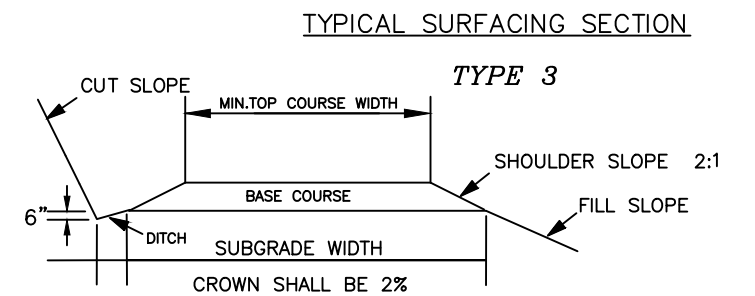 TYPICAL SURFACING SECTION
TYPE 3
CUT SLOPE
MIN.TOP COURSE WIDTH
SHOULDER SLOPE 2:1
BASE COURSE
FILL SLOPE
6"
DITCH
SUBGRADE WIDTH
CROWN SHALL BE 2%